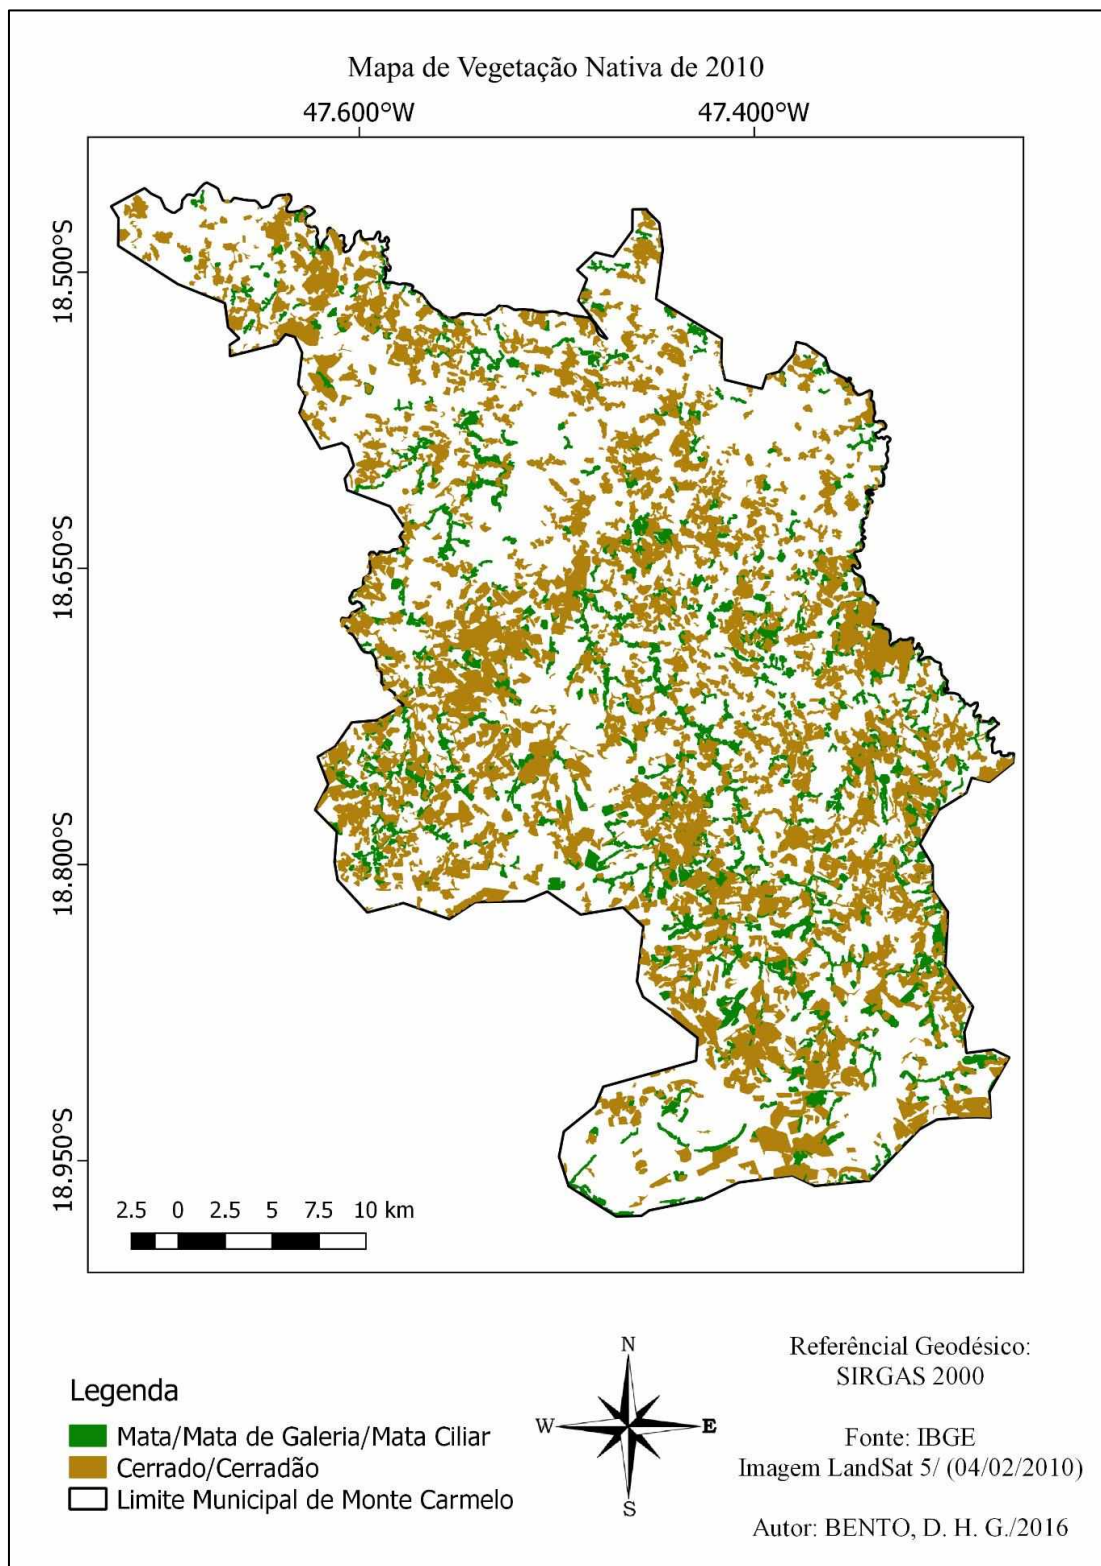 Mapa de Vegetação Nativa de 2010
47.600°W
47.400°W
18.500°S
18.650°S
18.800°S
18.950°S
2.5 0 2.5 5 7.5 10 km
Legenda
Mata/Mata de Galeria/Mata Ciliar
Cerrado/Cerradão
Limite Municipal de Monte Carmelo
N
W
E
S
Referêncial Geodésico:
SIRGAS 2000
Fonte: IBGE
Imagem LandSat 5/ (04/02/2010)
Autor: BENTO, D. H. G./2016